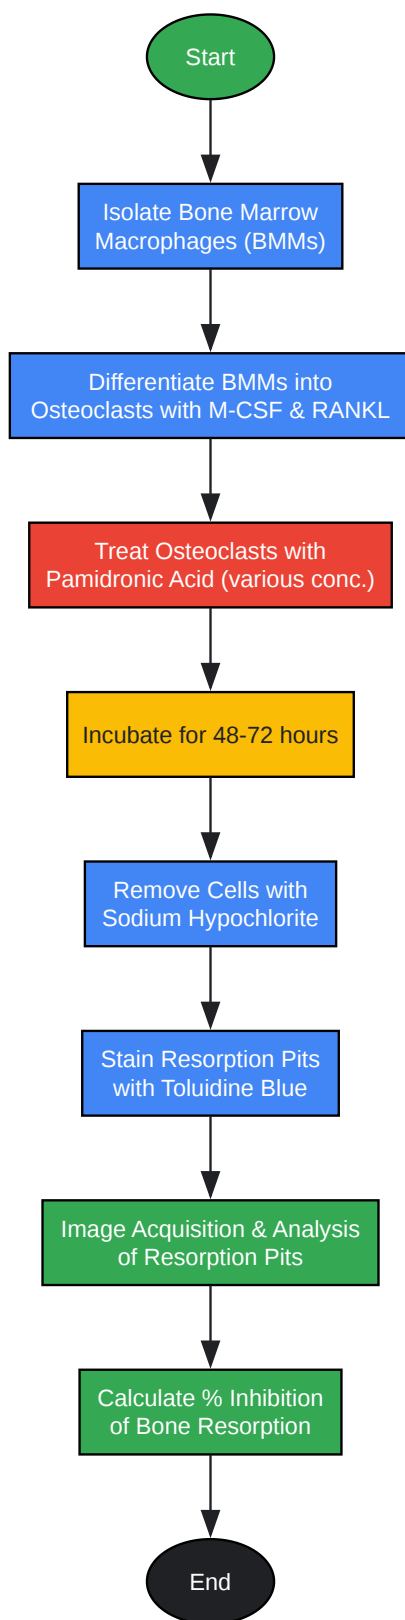 Start
Isolate Bone Marrow
Macrophages (BMMs)
Differentiate BMMs into
Osteoclasts with M-CSF & RANKL
Treat Osteoclasts with
Pamidronic Acid (various conc.)
Incubate for 48-72 hours
Remove Cells with
Sodium Hypochlorite
Stain Resorption Pits
with Toluidine Blue
Image Acquisition & Analysis
of Resorption Pits
Calculate % Inhibition
of Bone Resorption
End